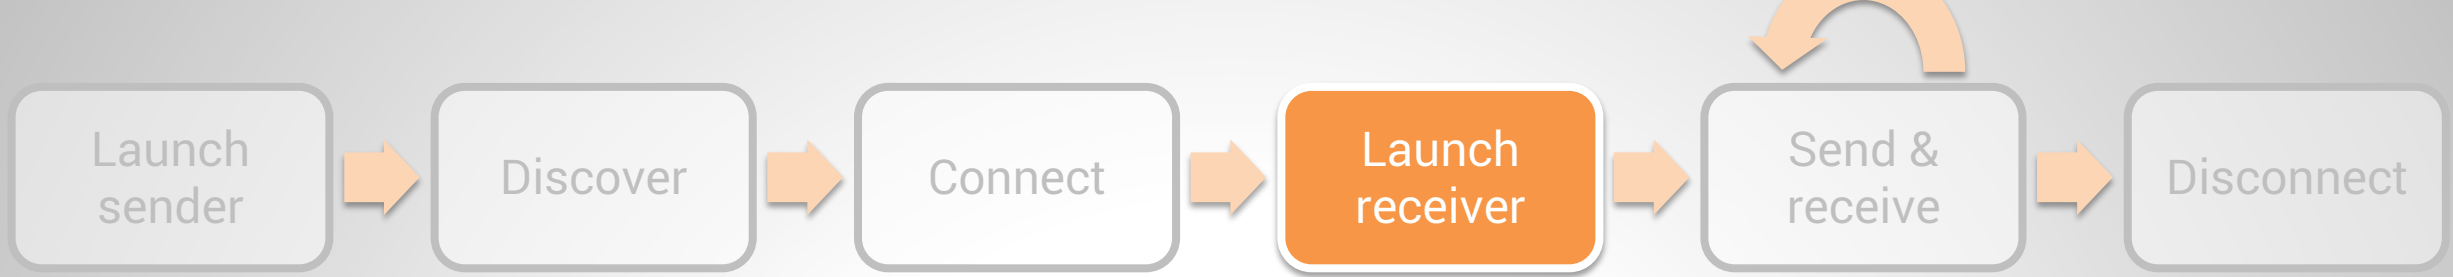 Launch
sender
Discover
Connect
Launch
receiver
Send &
receive
Disconnect